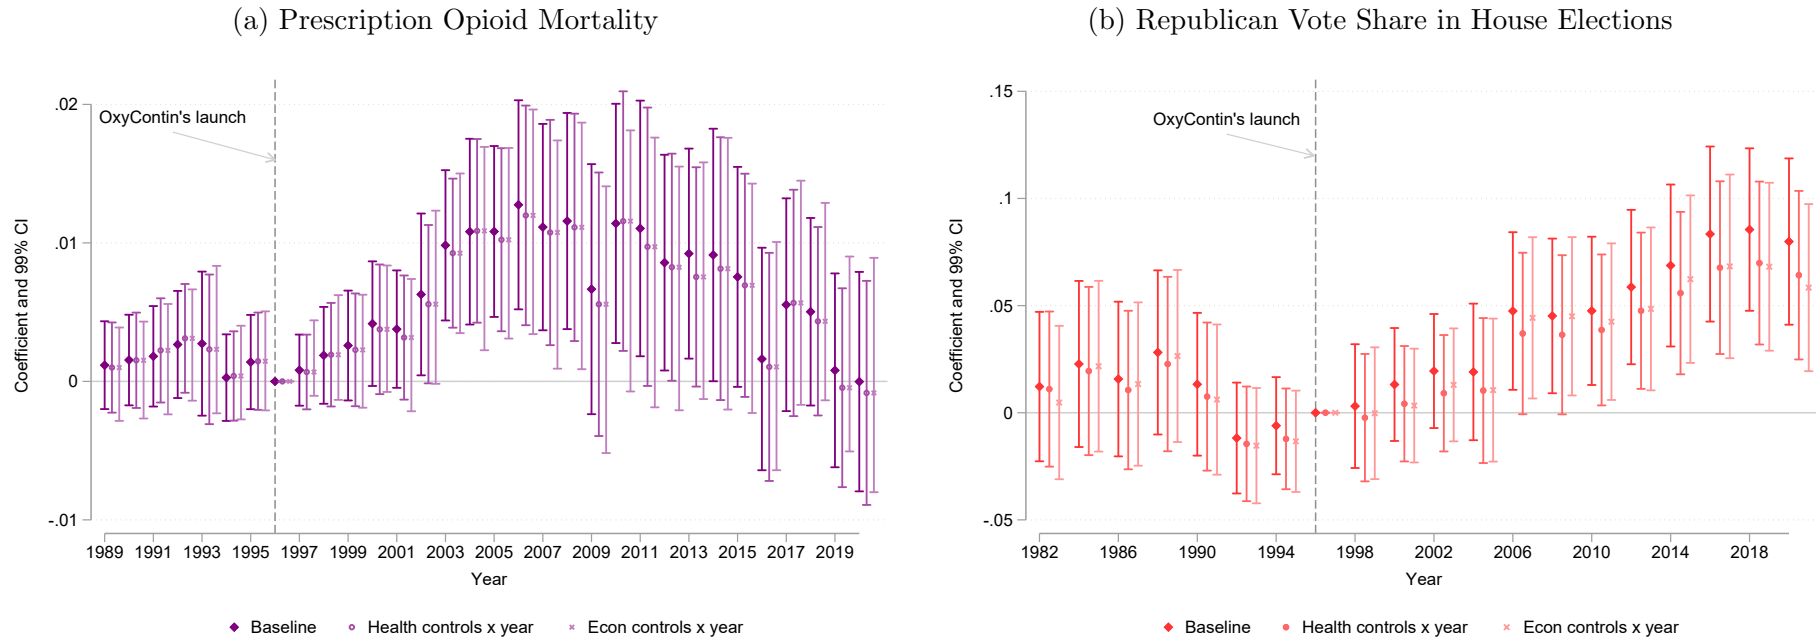 (a) Prescription Opioid Mortality
Coefficient and 99% CI
.02
.01
0
-.01
OxyContin's launch
1989 1991 1993 1995 1997 1999 2001 2003 2005 2007 2009 2011 2013 2015 2017 2019
Year
Baseline Health controls x year Econ controls x year
(b) Republican Vote Share in House Elections
Coefficient and 99% CI
.15
.1
.05
0
-.05
OxyContin's launch
1982 1986 1990 1994 1998 2002 2006 2010 2014 2018
Year
Baseline Health controls x year Econ controls x year